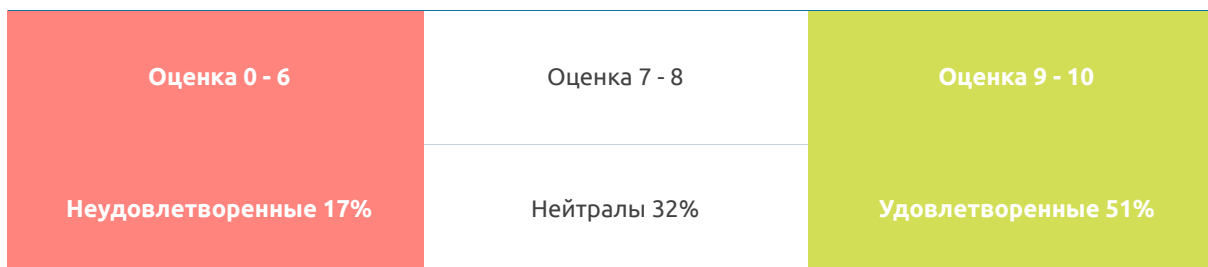 Оценка 0 - 6
Оценка 7 - 8
Оценка 9 - 10
Неудовлетворенные 17%
Нейтралы 32%
Удовлетворенные 51%